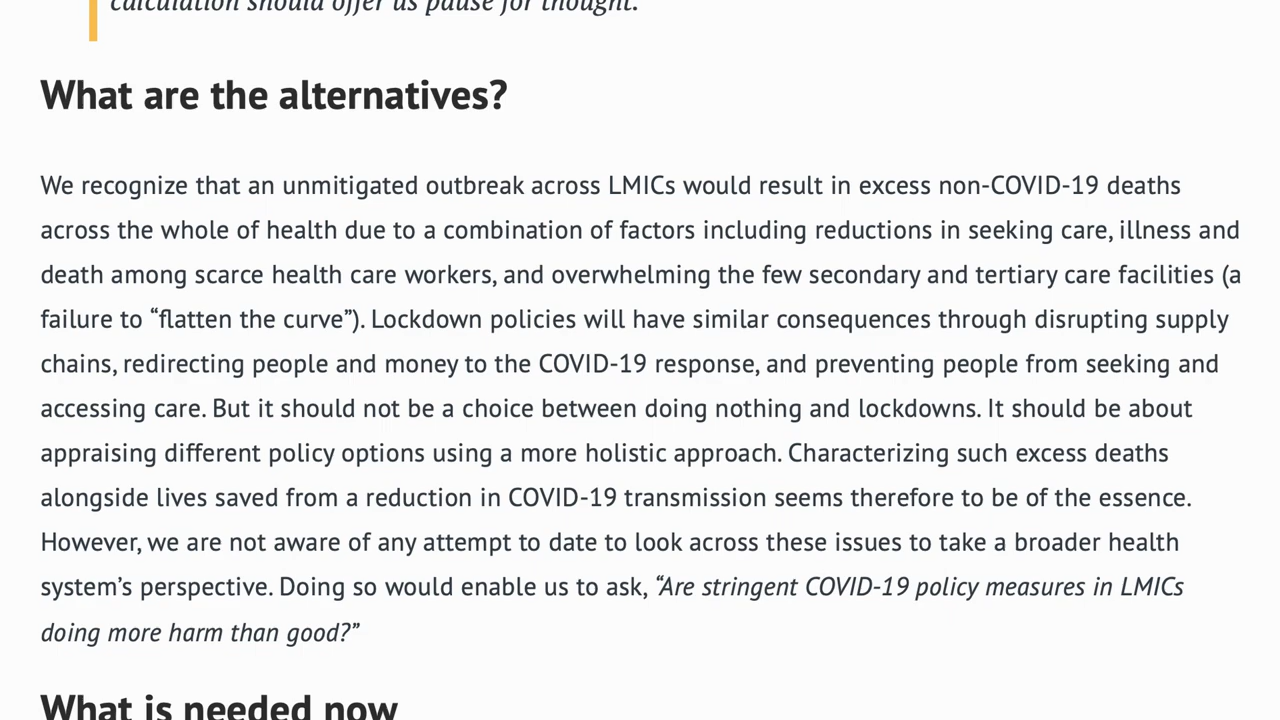 calculation should offer us pause for thought.
What are the alternatives?
We recognize that an unmitigated outbreak across LMICs would result in excess non-COVID-19 deaths
across the whole of health due to a combination of factors including reductions in seeking care, illness and
death among scarce health care workers, and overwhelming the few secondary and tertiary care facilities (a
failure to “flatten the curve”). Lockdown policies will have similar consequences through disrupting supply
chains, redirecting people and money to the COVID-19 response, and preventing people from seeking and
accessing care. But it should not be a choice between doing nothing and lockdowns. It should be about
appraising different policy options using a more holistic approach. Characterizing such excess deaths
alongside lives saved from a reduction in COVID-19 transmission seems therefore to be of the essence.
However, we are not aware of any attempt to date to look across these issues to take a broader health
system’s perspective. Doing so would enable us to ask, “Are stringent COVID-19 policy measures in LMICs
doing more harm than good?”
What is needed now